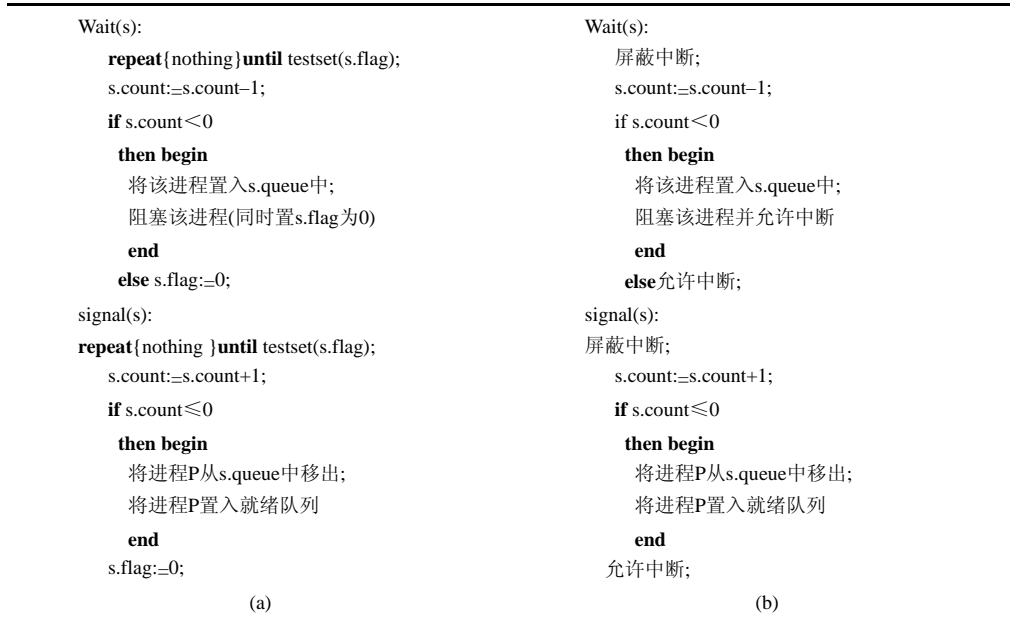 Wait(s):
repeat{nothing}until testset(s.flag);
s.count:=s.count–1;
if s.count＜0
then begin
将该进程置入s.queue中;
阻塞该进程(同时置s.flag为0)
end
else s.flag:=0;
signal(s):
repeat{nothing }until testset(s.flag);
s.count:=s.count+1;
if s.count≤0
then begin
将进程P从s.queue中移出;
将进程P置入就绪队列
end
s.flag:=0;
(a)
Wait(s):
屏蔽中断;
s.count:=s.count–1;
if s.count＜0
then begin
将该进程置入s.queue中;
阻塞该进程并允许中断
end
else允许中断;
signal(s):
屏蔽中断;
s.count:=s.count+1;
if s.count≤0
then begin
将进程P从s.queue中移出;
将进程P置入就绪队列
end
允许中断;
(b)